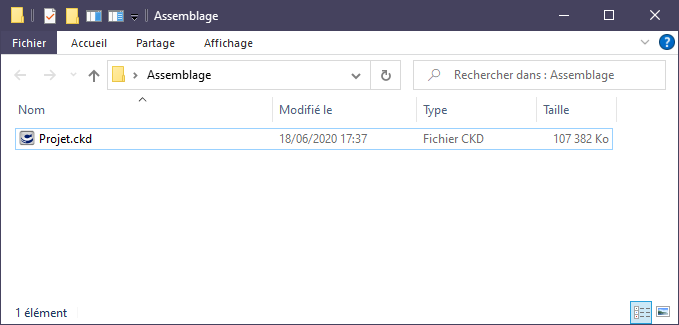 Assemblage
Fichier Accueil Partage Affichage
Assemblage Rechercher dans : Assemblage
Nom Modifié le Type Taille
Projet.ckd 18/06/2020 17:37 Fichier CKD 107 382 Ko
1 élément